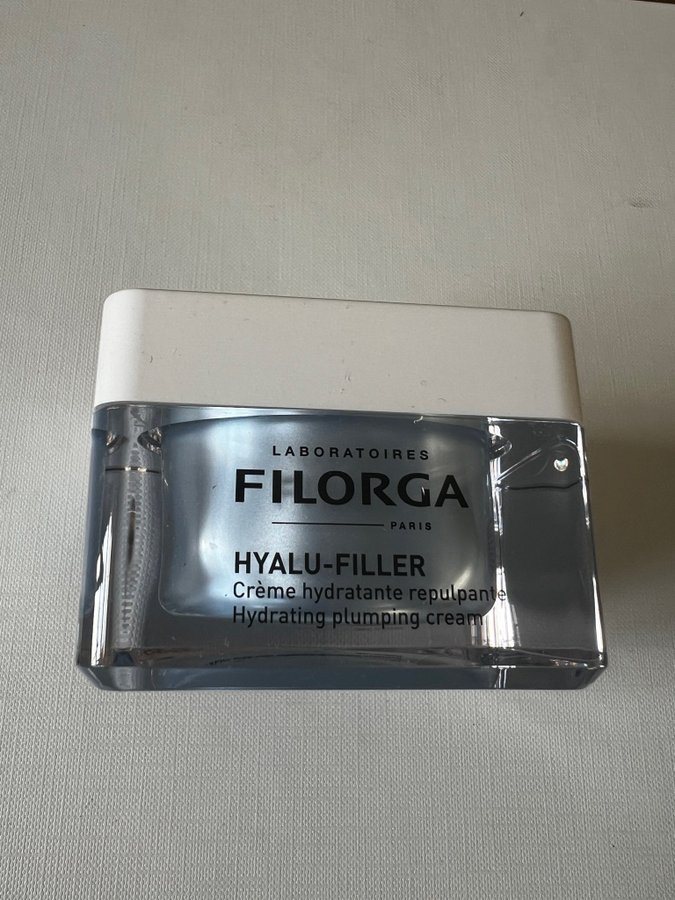 LABORATOIRES
FILORGA
PARIS
HYALU-FILLER
Crème hydratante repulpante
Hydrating plumping cream